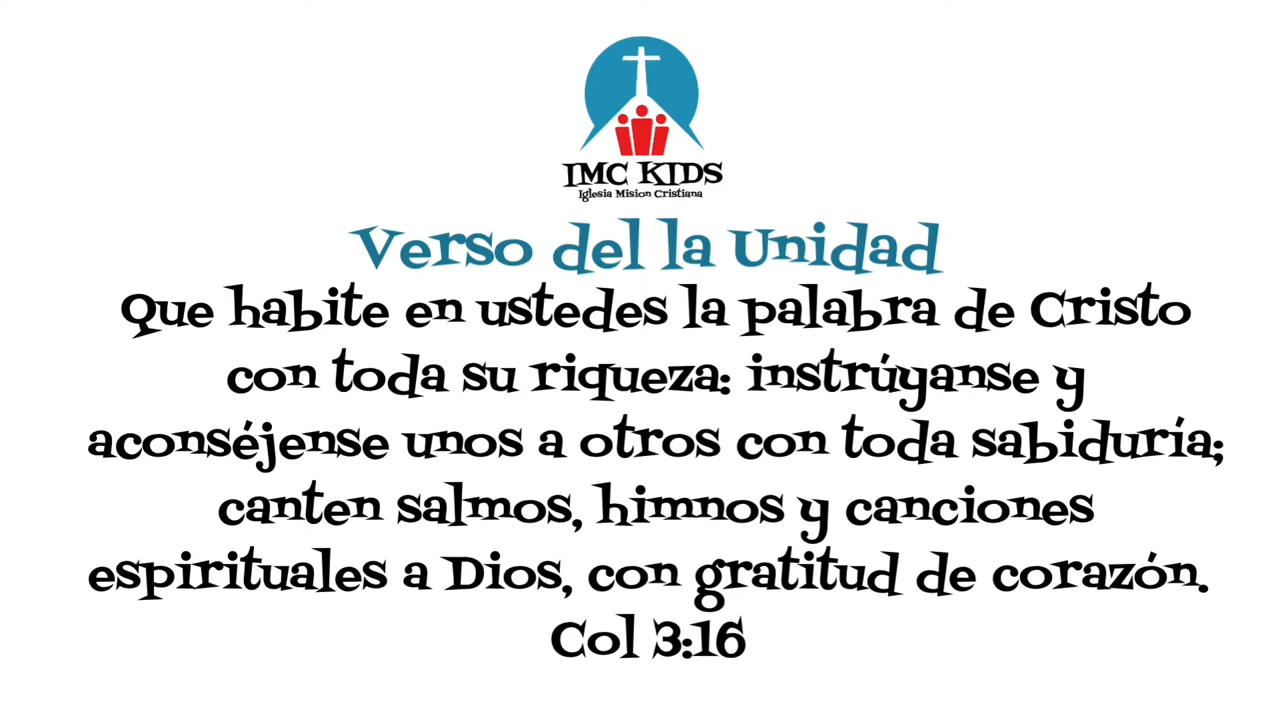 IMC KIDS
Iglesia Mision Cristiana
Verso del la Unidad
Que habite en ustedes la palabra de Cristo
con toda su riqueza: instrúyanse y
aconséjense unos a otros con toda sabiduría;
canten salmos, himnos y canciones
espirituales a Dios, con gratitud de corazón.
Col 3:16